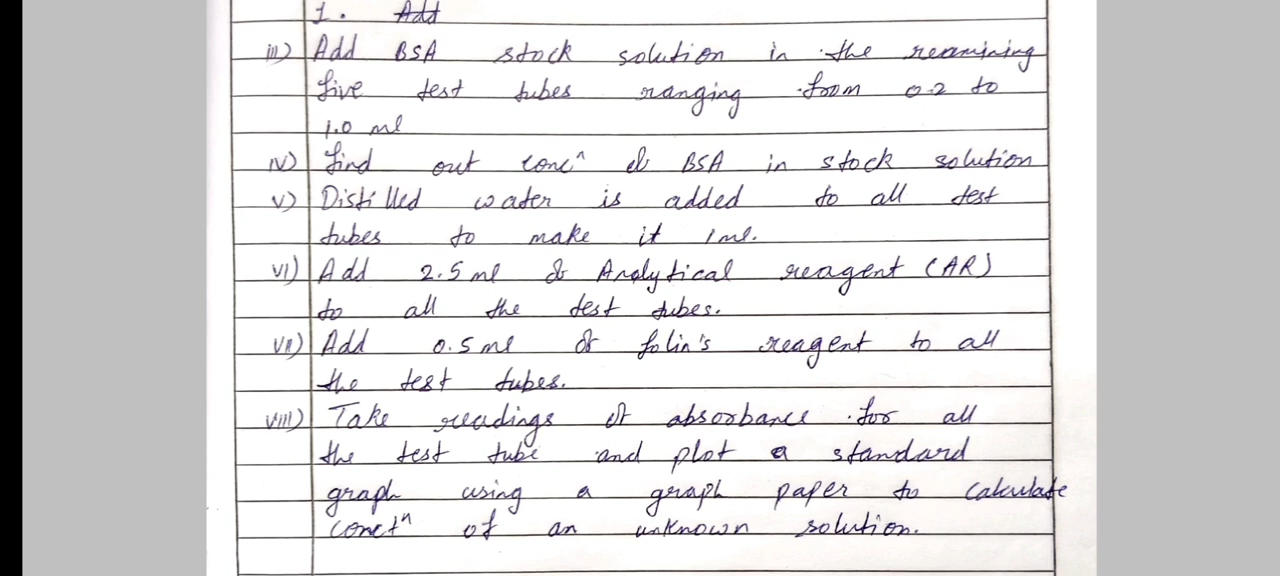 1. Add
iii) Add BSA stock solution in the reamining
five test tubes ranging from 0.2 to
1.0 ml
iv) find out concⁿ of BSA in stock solution
v) Distilled water is added to all test
tubes to make it 1ml.
vi) Add 2.5 ml of Analytical reagent (AR)
to all the test tubes.
vii) Add 0.5 ml of folin's reagent to all
the test tubes.
viii) Take readings of absorbance for all
the test tube and plot a standard
graph using a graph paper to calculate
conctⁿ of an unknown solution.